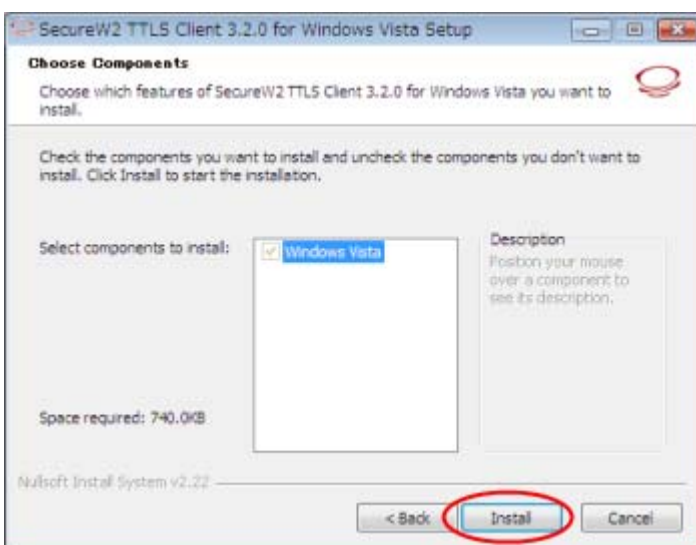 SecureW2 TTLS Client 3.2.0 for Windows Vista Setup
Choose Components
Choose which features of SecureW2 TTLS Client 3.2.0 for Windows Vista you want to
install.
Check the components you want to install and uncheck the components you don't want to
install. Click Install to start the installation.
Select components to install:
Windows Vista
Description
Position your mouse
over a component to
see its description.
Space required: 740.0KB
Nullsoft Install System v2.22
< Back
Install
Cancel